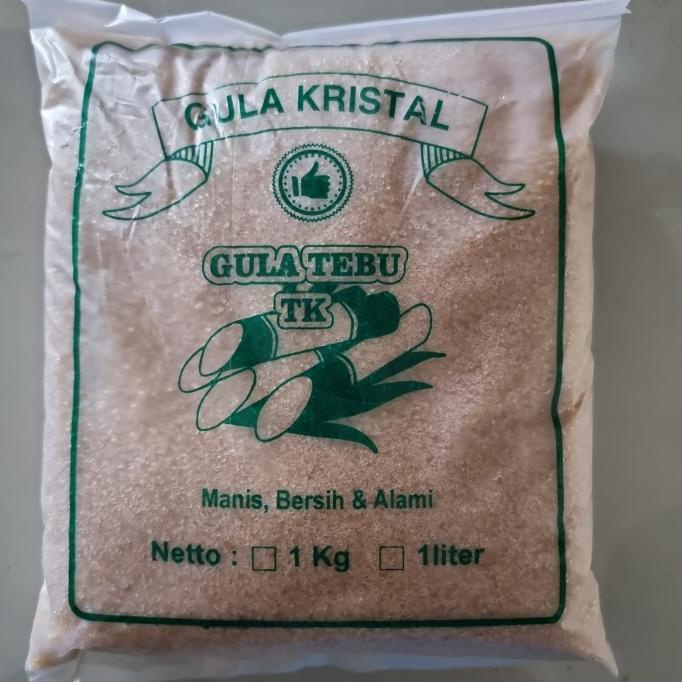 GULA KRISTAL
GULA TEBU
TK
Manis, Bersih & Alami
Netto : ☐ 1 Kg ☐ 1liter